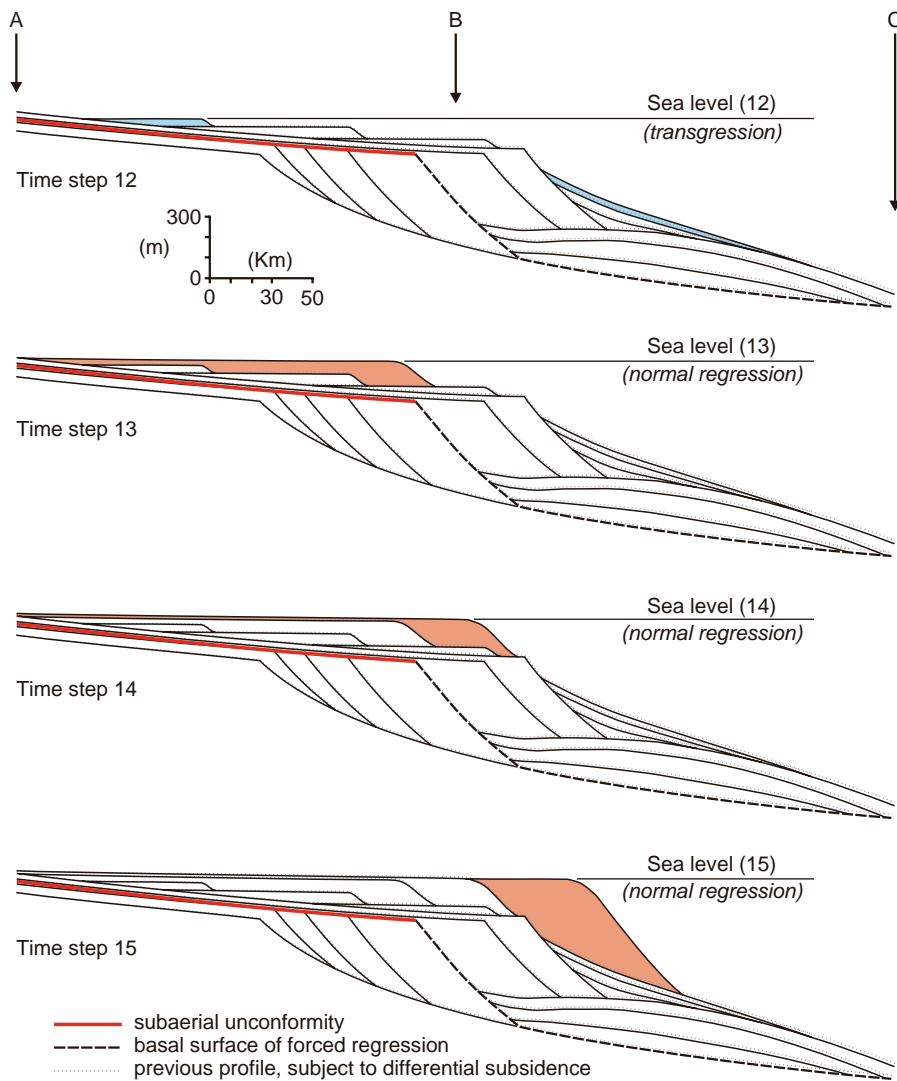 A B C
Sea level (12)
(transgression)
Time step 12
300
(m)
0
(Km)
0 30 50
Sea level (13)
(normal regression)
Time step 13
Sea level (14)
(normal regression)
Time step 14
Sea level (15)
(normal regression)
Time step 15
subaerial unconformity
basal surface of forced regression
previous profile, subject to differential subsidence